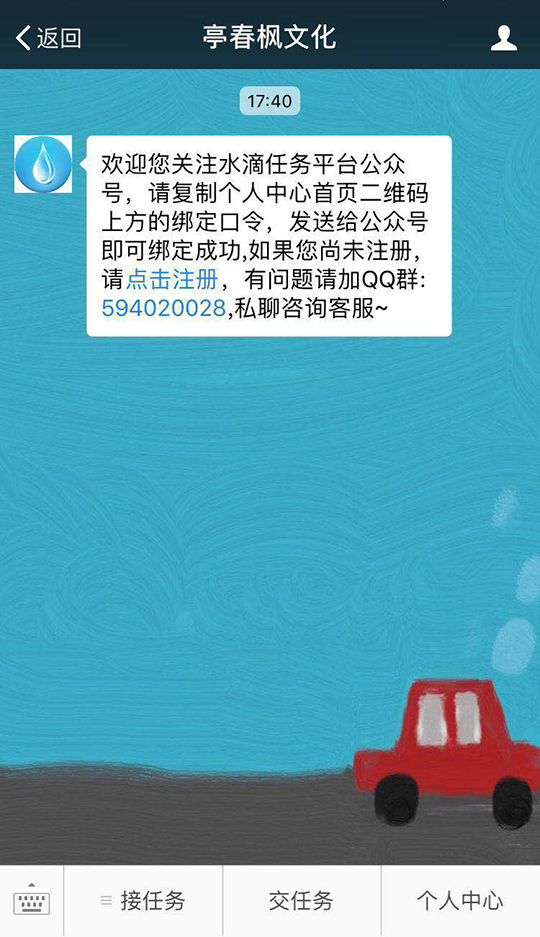 返回
亭春枫文化
17:40
欢迎您关注水滴任务平台公众
号，请复制个人中心首页二维码
上方的绑定口令，发送给公众号
即可绑定成功,如果您尚未注册，
请点击注册，有问题请加QQ群:
594020028,私聊咨询客服~
接任务
交任务
个人中心